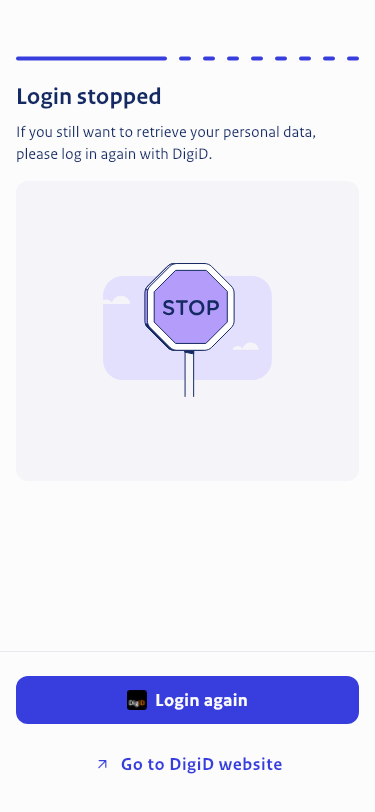 Login stopped
If you still want to retrieve your personal data,
please log in again with DigiD.
STOP
DigiD Login again
Go to DigiD website